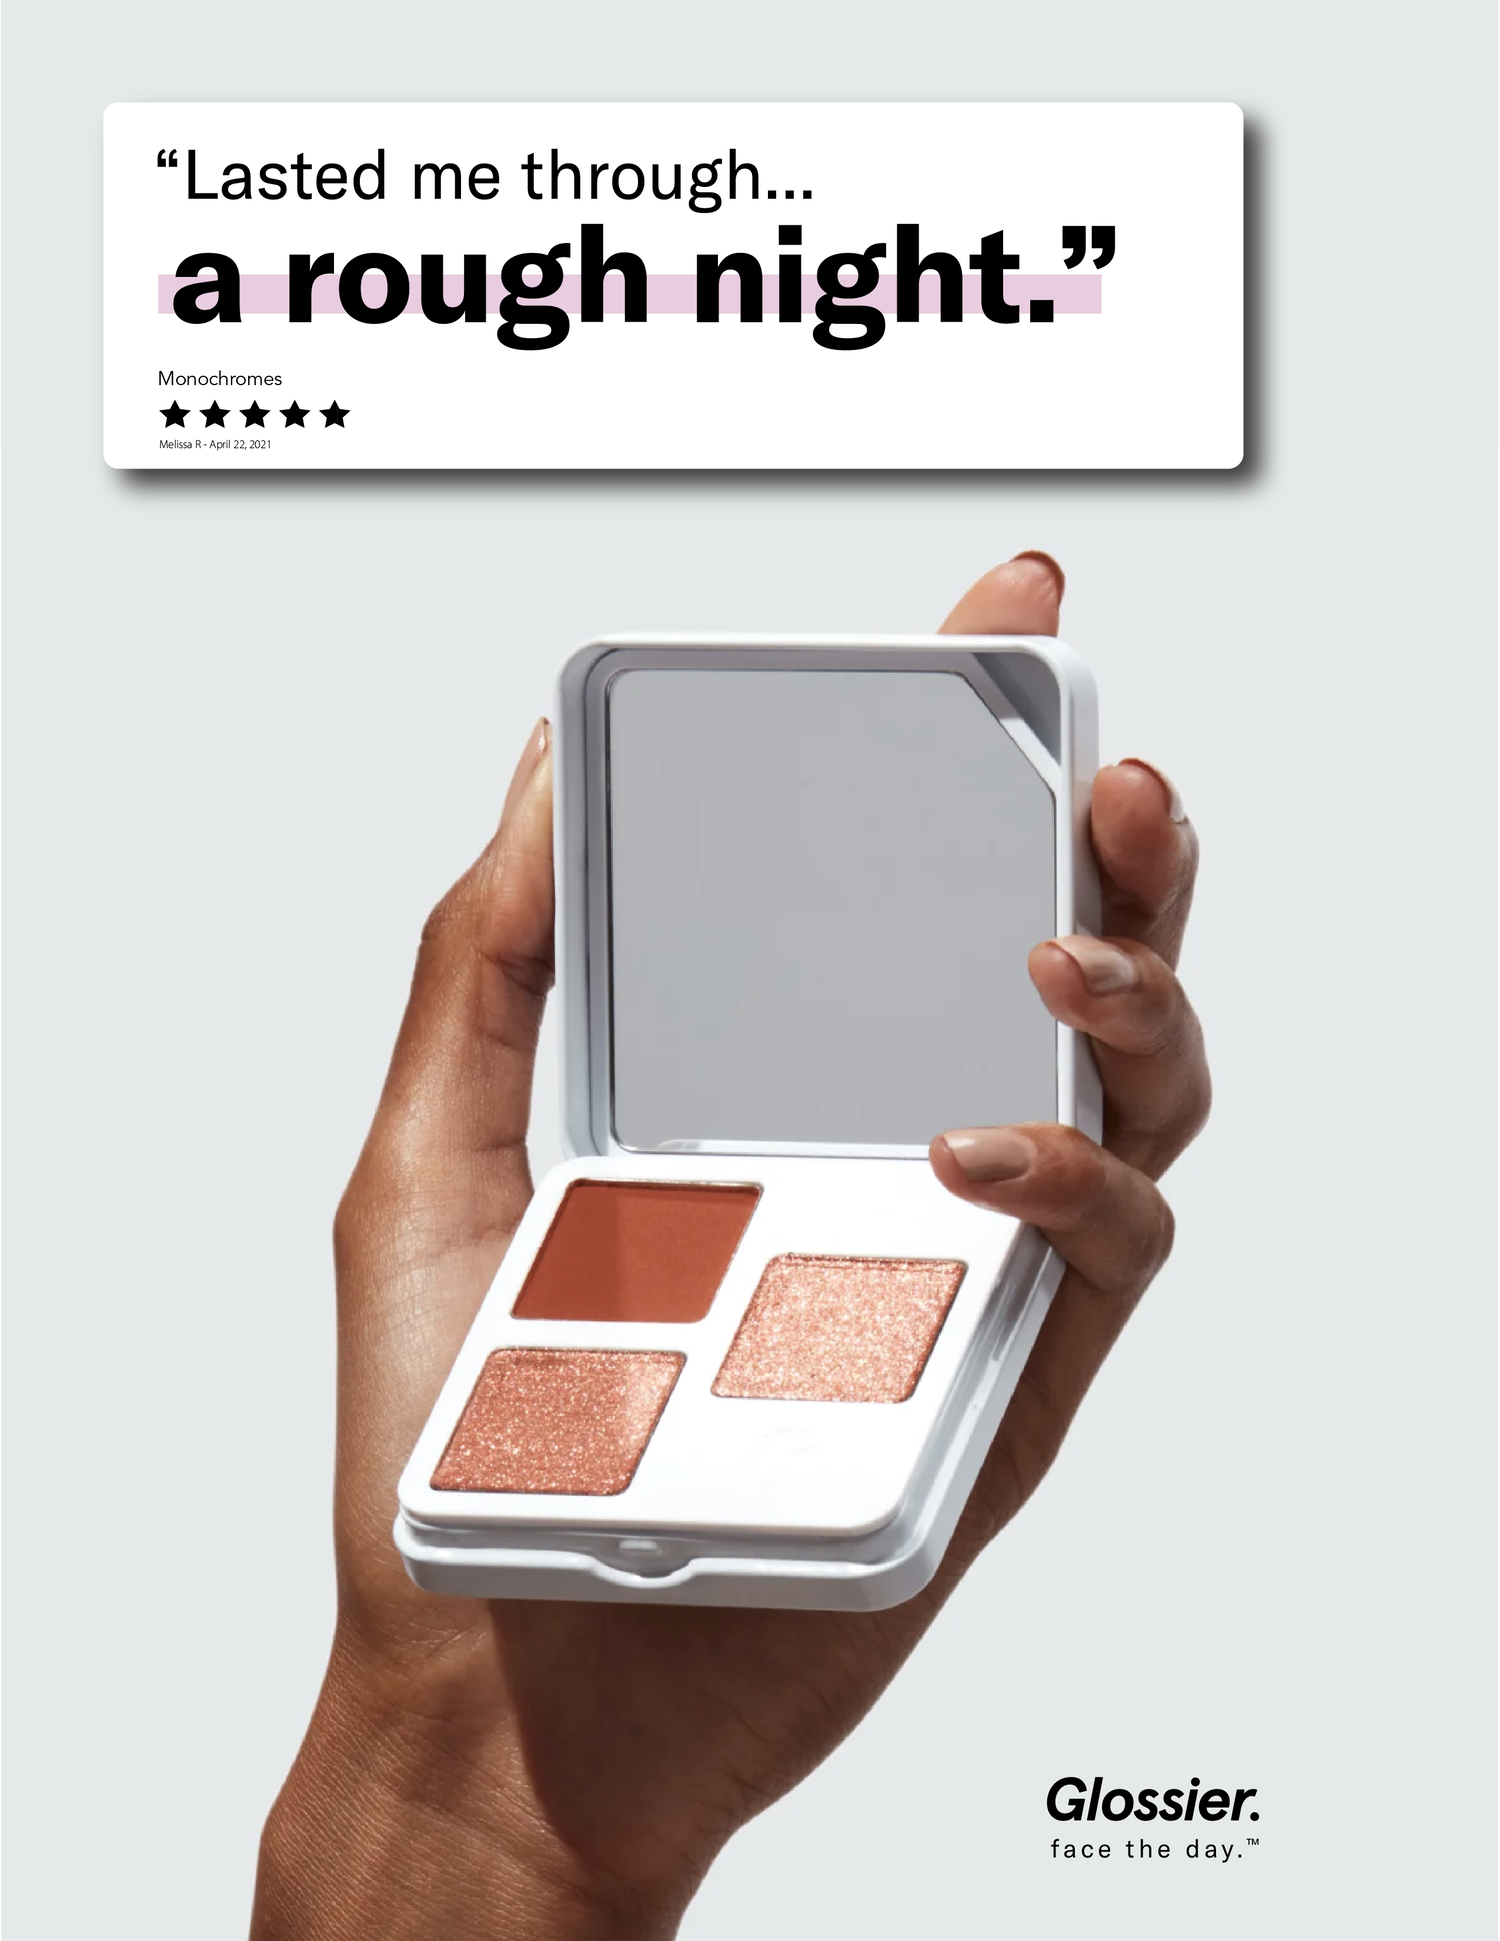 “Lasted me through...
a rough night.”
Monochromes
★★★★★
Melissa R - April 22, 2021
Glossier.
face the day.™